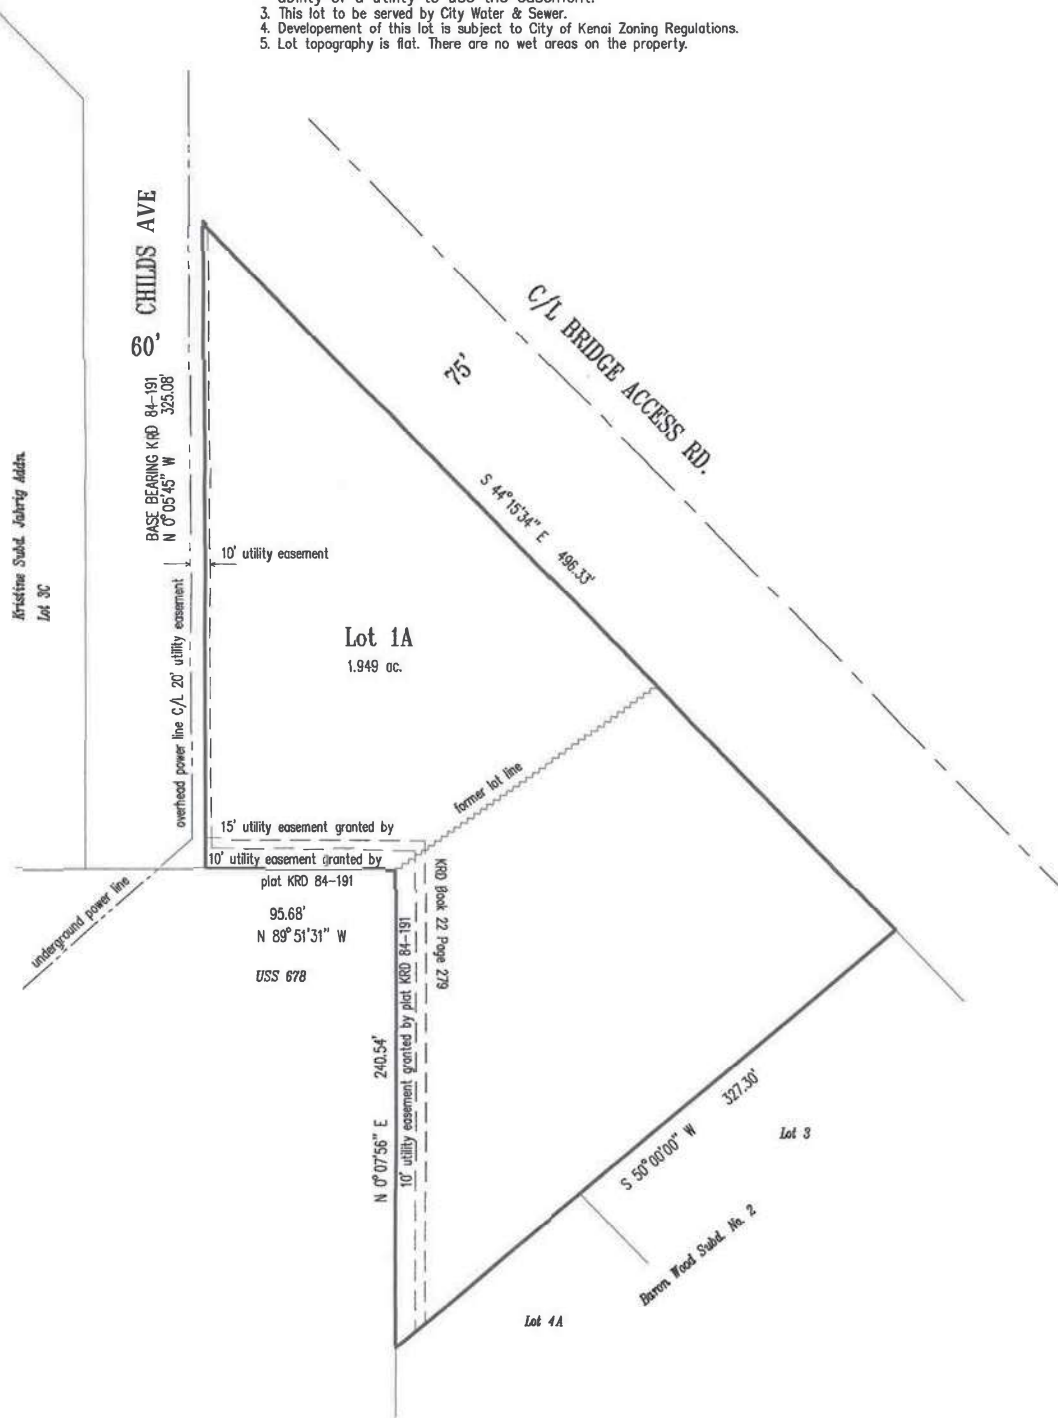 ability of a utility to use the easement.
3. This lot to be served by City Water & Sewer.
4. Developement of this lot is subject to City of Kenai Zoning Regulations.
5. Lot topography is flat. There are no wet areas on the property.
CHILDS AVE
60'
C/L BRIDGE ACCESS RD.
75'
BASE BEARING KRD 84-191
N 0°05'45" W 325.08'
Kristine Subd. Jahrig Addn.
Lot 3C
S 44°15'34" E 496.33'
10' utility easement
overhead power line C/L 20' utility easement
Lot 1A
1.949 ac.
former lot line
15' utility easement granted by
KRD Book 22 Page 279
10' utility easement granted by
plat KRD 84-191
underground power line
95.68'
N 89°51'31" W
USS 678
10' utility easement granted by plat KRD 84-191
N 0°07'56" E 240.54'
S 50°00'00" W 327.30'
Lot 3
Baron Wood Subd. No. 2
Lot 4A